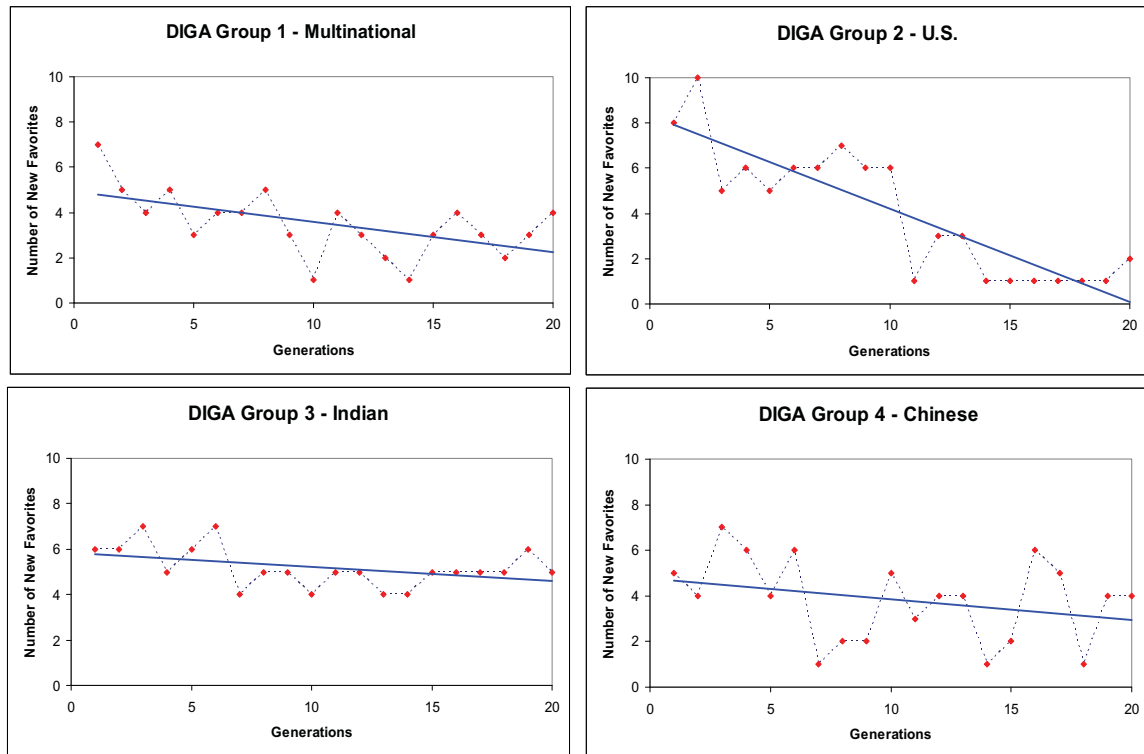 DIGA Group 1 - Multinational
10
8
6
4
2
0
Number of New Favorites
0 5 10 15 20
Generations
DIGA Group 2 - U.S.
10
8
6
4
2
0
Number of New Favorites
0 5 10 15 20
Generations
DIGA Group 3 - Indian
10
8
6
4
2
0
Number of New Favorites
0 5 10 15 20
Generations
DIGA Group 4 - Chinese
10
8
6
4
2
0
Number of New Favorites
0 5 10 15 20
Generations